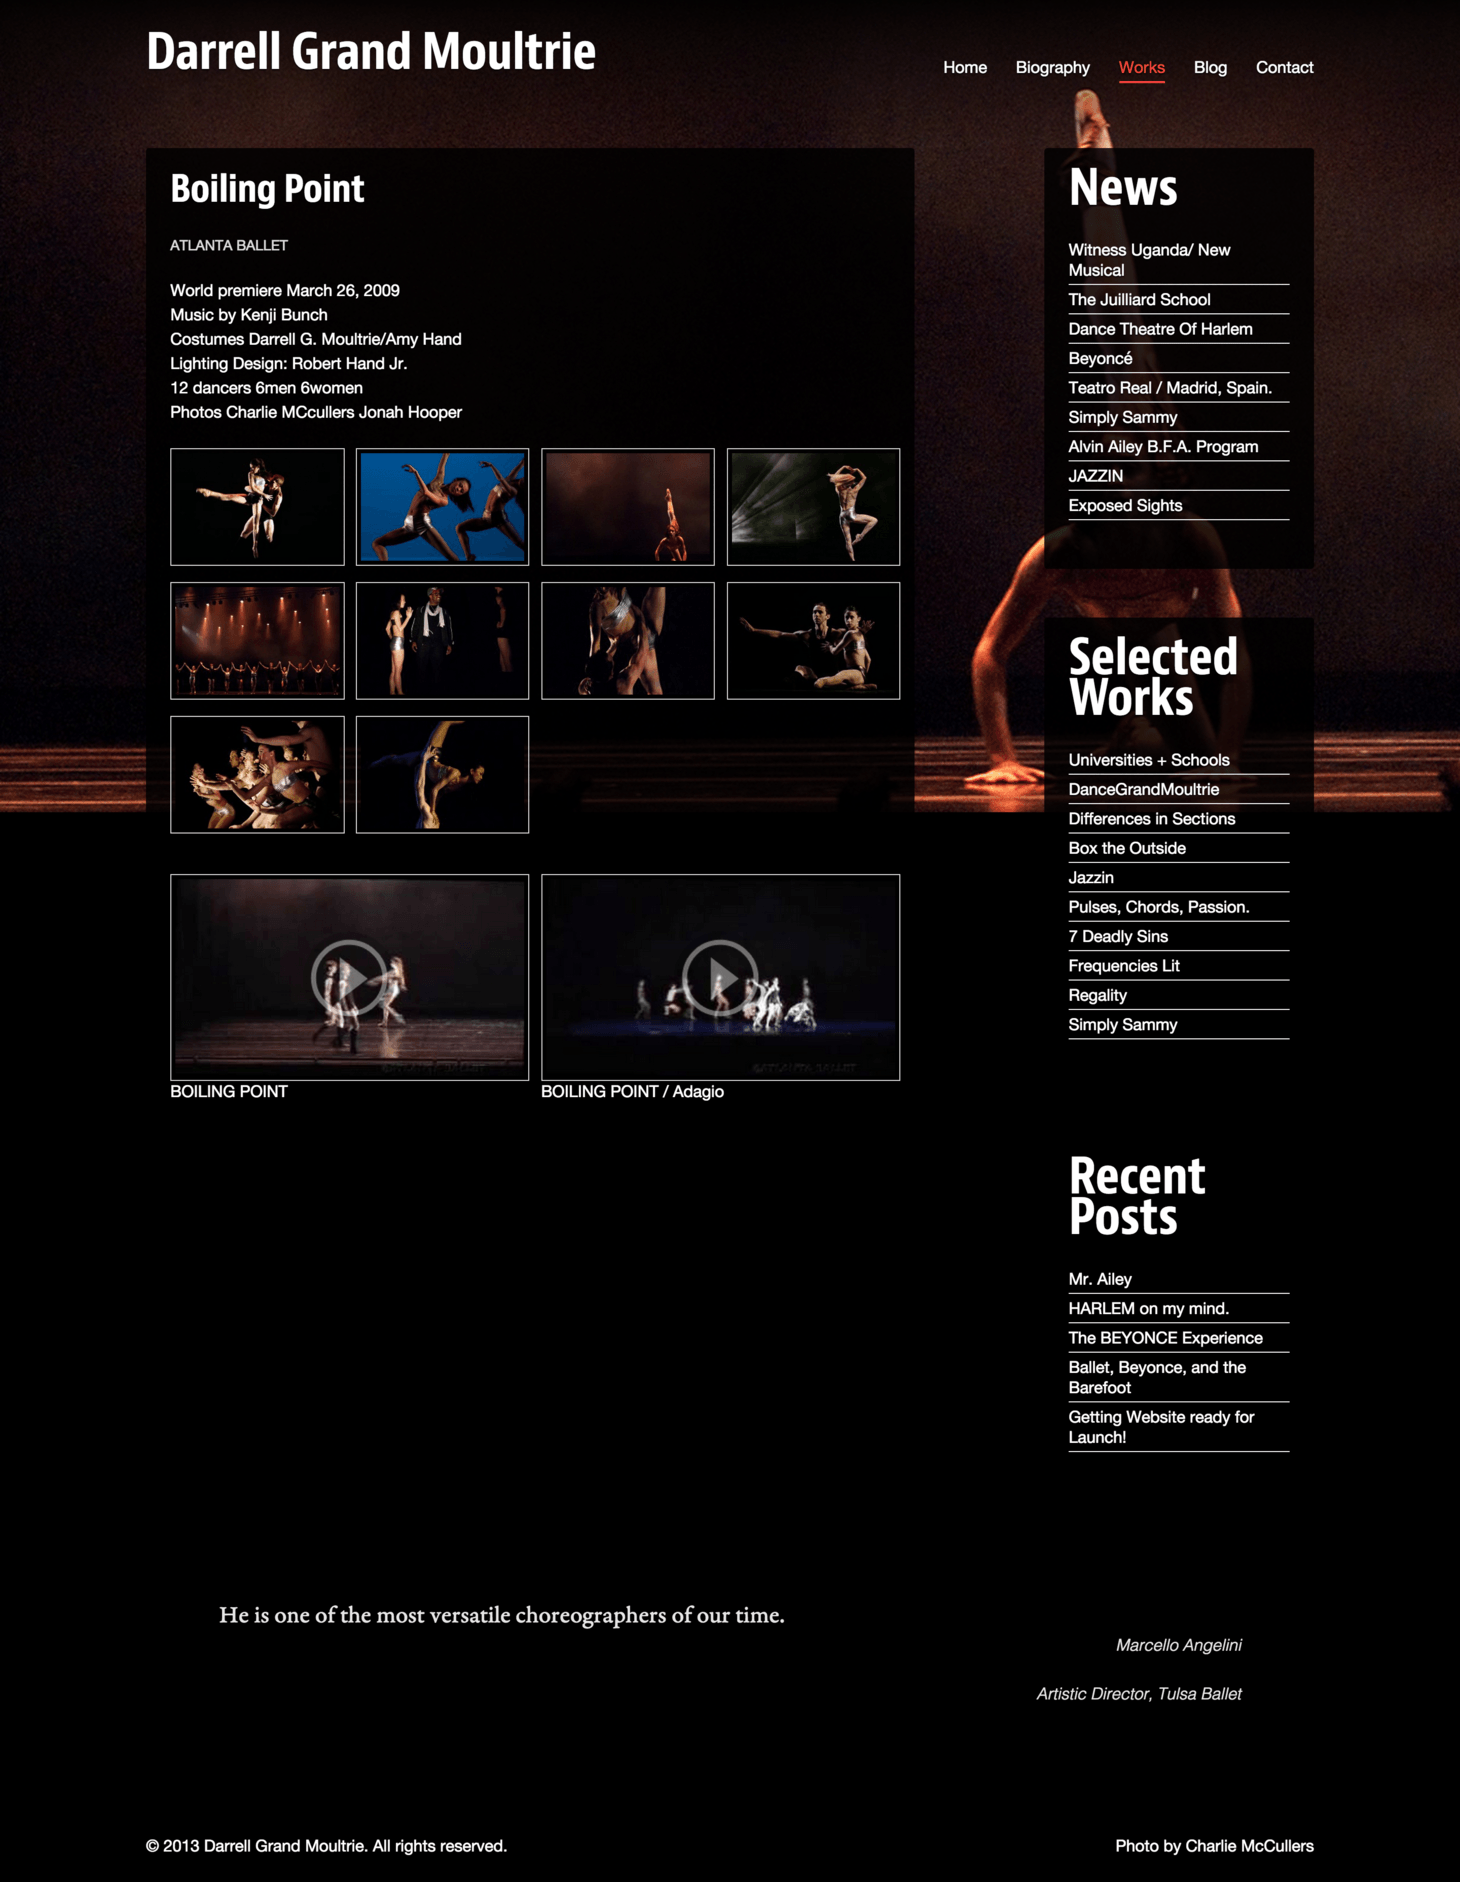 Darrell Grand Moultrie
Home Biography Works Blog Contact
Boiling Point
ATLANTA BALLET
World premiere March 26, 2009
Music by Kenji Bunch
Costumes Darrell G. Moultrie/Amy Hand
Lighting Design: Robert Hand Jr.
12 dancers 6men 6women
Photos Charlie MCcullers Jonah Hooper
©ATLANTA BALLET
BOILING POINT
©ATLANTA BALLET
BOILING POINT / Adagio
News
Witness Uganda/ New
Musical
The Juilliard School
Dance Theatre Of Harlem
Beyoncé
Teatro Real / Madrid, Spain.
Simply Sammy
Alvin Ailey B.F.A. Program
JAZZIN
Exposed Sights
Selected
Works
Universities + Schools
DanceGrandMoultrie
Differences in Sections
Box the Outside
Jazzin
Pulses, Chords, Passion.
7 Deadly Sins
Frequencies Lit
Regality
Simply Sammy
Recent
Posts
Mr. Ailey
HARLEM on my mind.
The BEYONCE Experience
Ballet, Beyonce, and the
Barefoot
Getting Website ready for
Launch!
He is one of the most versatile choreographers of our time.
Marcello Angelini
Artistic Director, Tulsa Ballet
© 2013 Darrell Grand Moultrie. All rights reserved.
Photo by Charlie McCullers